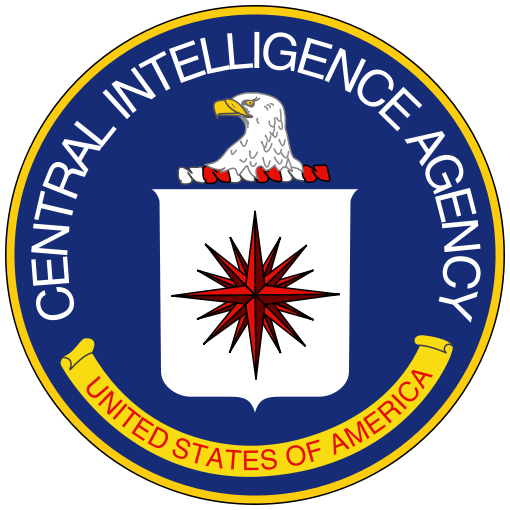 CENTRAL INTELLIGENCE AGENCY
UNITED STATES OF AMERICA